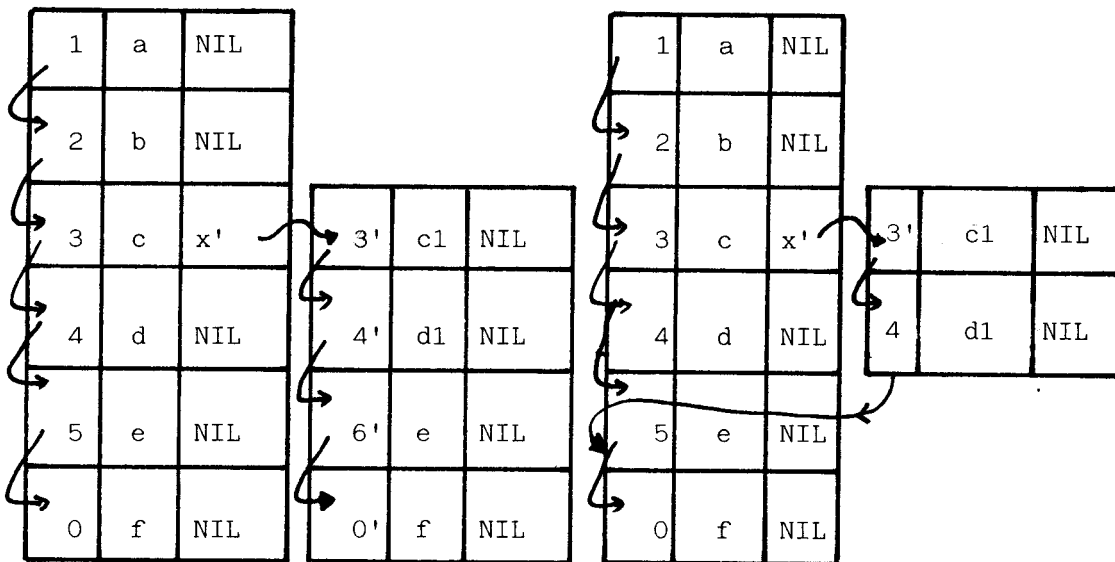 1 a NIL
2 b NIL
3 c x'
4 d NIL
5 e NIL
0 f NIL
3' c1 NIL
4' d1 NIL
6' e NIL
0' f NIL
1 a NIL
2 b NIL
3 c x'
4 d NIL
5 e NIL
0 f NIL
3' c1 NIL
4 d1 NIL